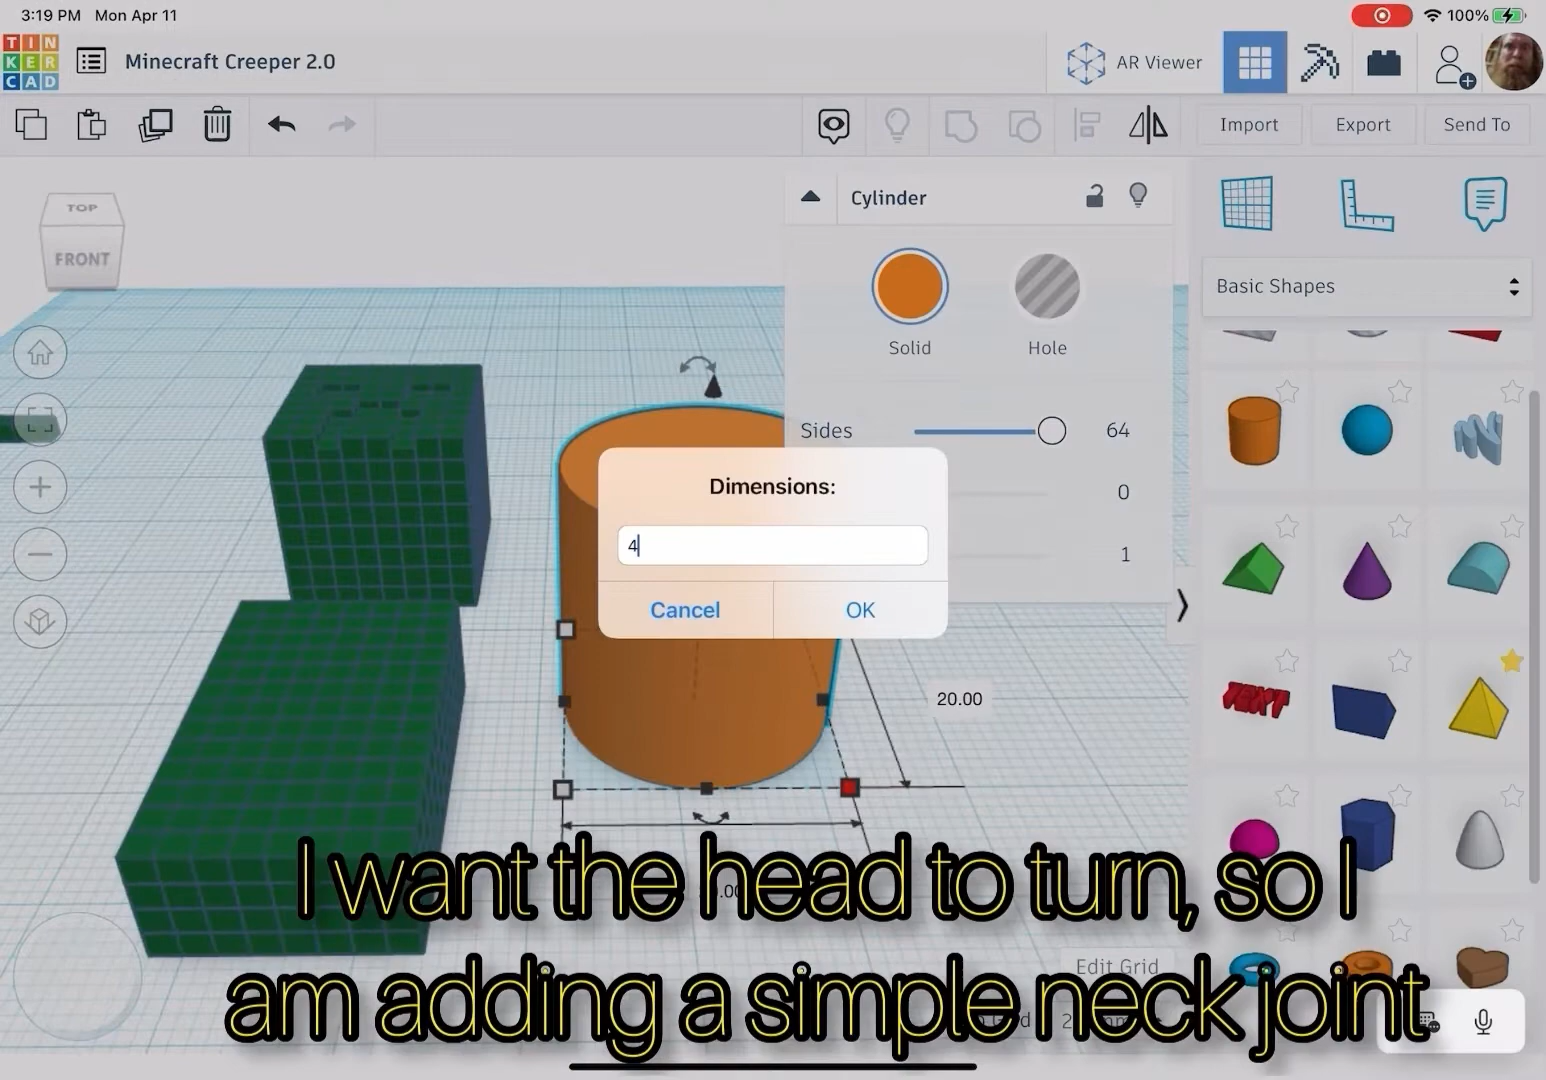 3:19 PM Mon Apr 11
100%
TIN
KER
CAD
Minecraft Creeper 2.0
AR Viewer
Import
Export
Send To
TOP
FRONT
Cylinder
Solid
Hole
Basic Shapes
Sides
64
0
1
Dimensions:
4
Cancel
OK
20.00
TEXT
Edit Grid
I want the head to turn, so I
am adding a simple neck joint